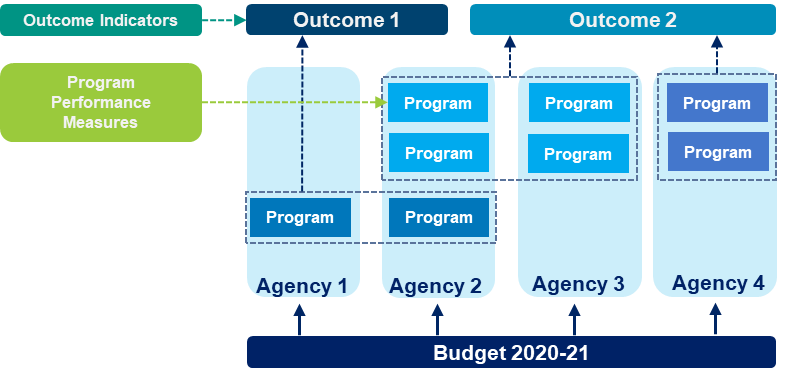 Outcome Indicators
Outcome 1
Outcome 2
Program
Performance
Measures
Program
Program
Program
Program
Program
Program
Program
Program
Agency 1
Agency 2
Agency 3
Agency 4
Budget 2020-21